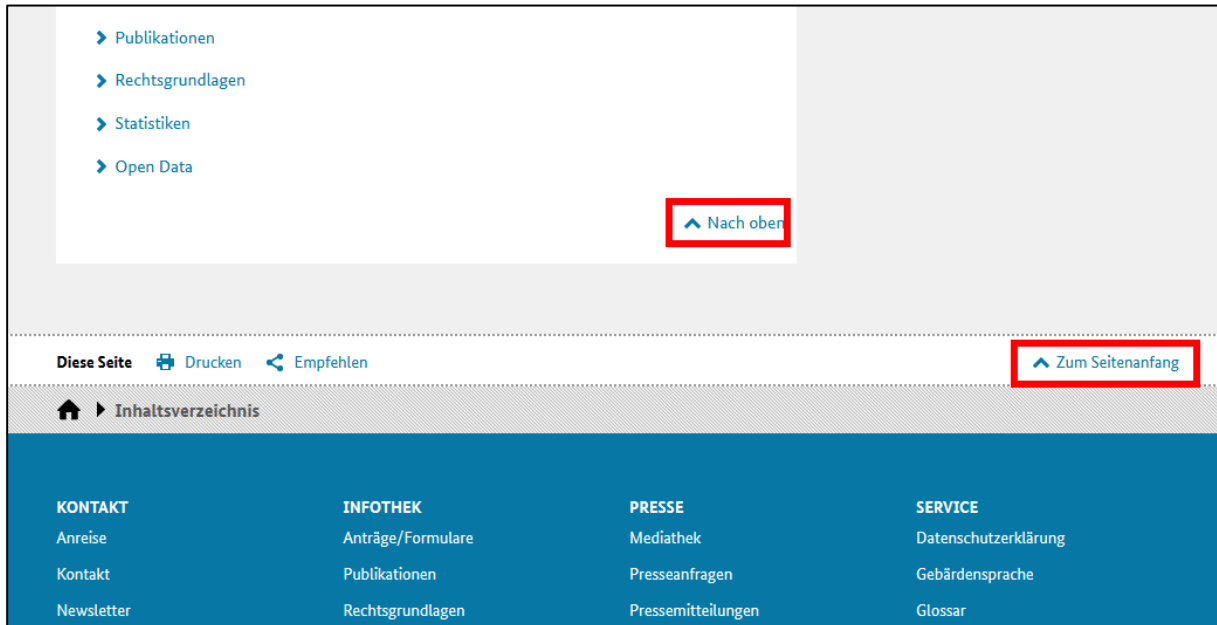 Publikationen
Rechtsgrundlagen
Statistiken
Open Data
Nach oben
Diese Seite Drucken Empfehlen Zum Seitenanfang
Inhaltsverzeichnis
KONTAKT INFOTHEK PRESSE SERVICE
Anreise Anträge/Formulare Mediathek Datenschutzerklärung
Kontakt Publikationen Presseanfragen Gebärdensprache
Newsletter Rechtsgrundlagen Pressemitteilungen Glossar